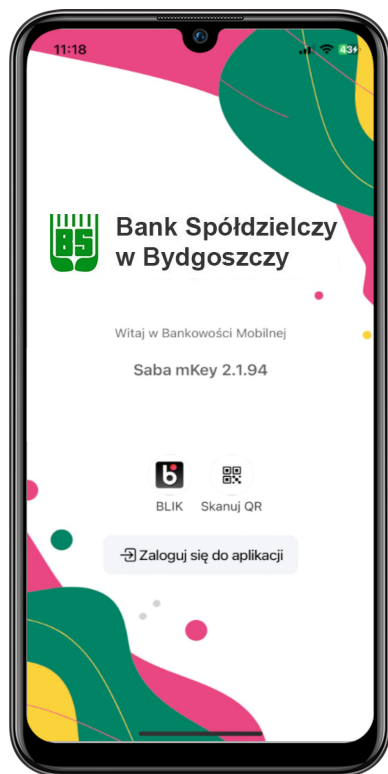 11:18
43
BS
Bank Spółdzielczy
w Bydgoszczy
Witaj w Bankowości Mobilnej
Saba mKey 2.1.94
b
BLIK
Skanuj QR
Zaloguj się do aplikacji